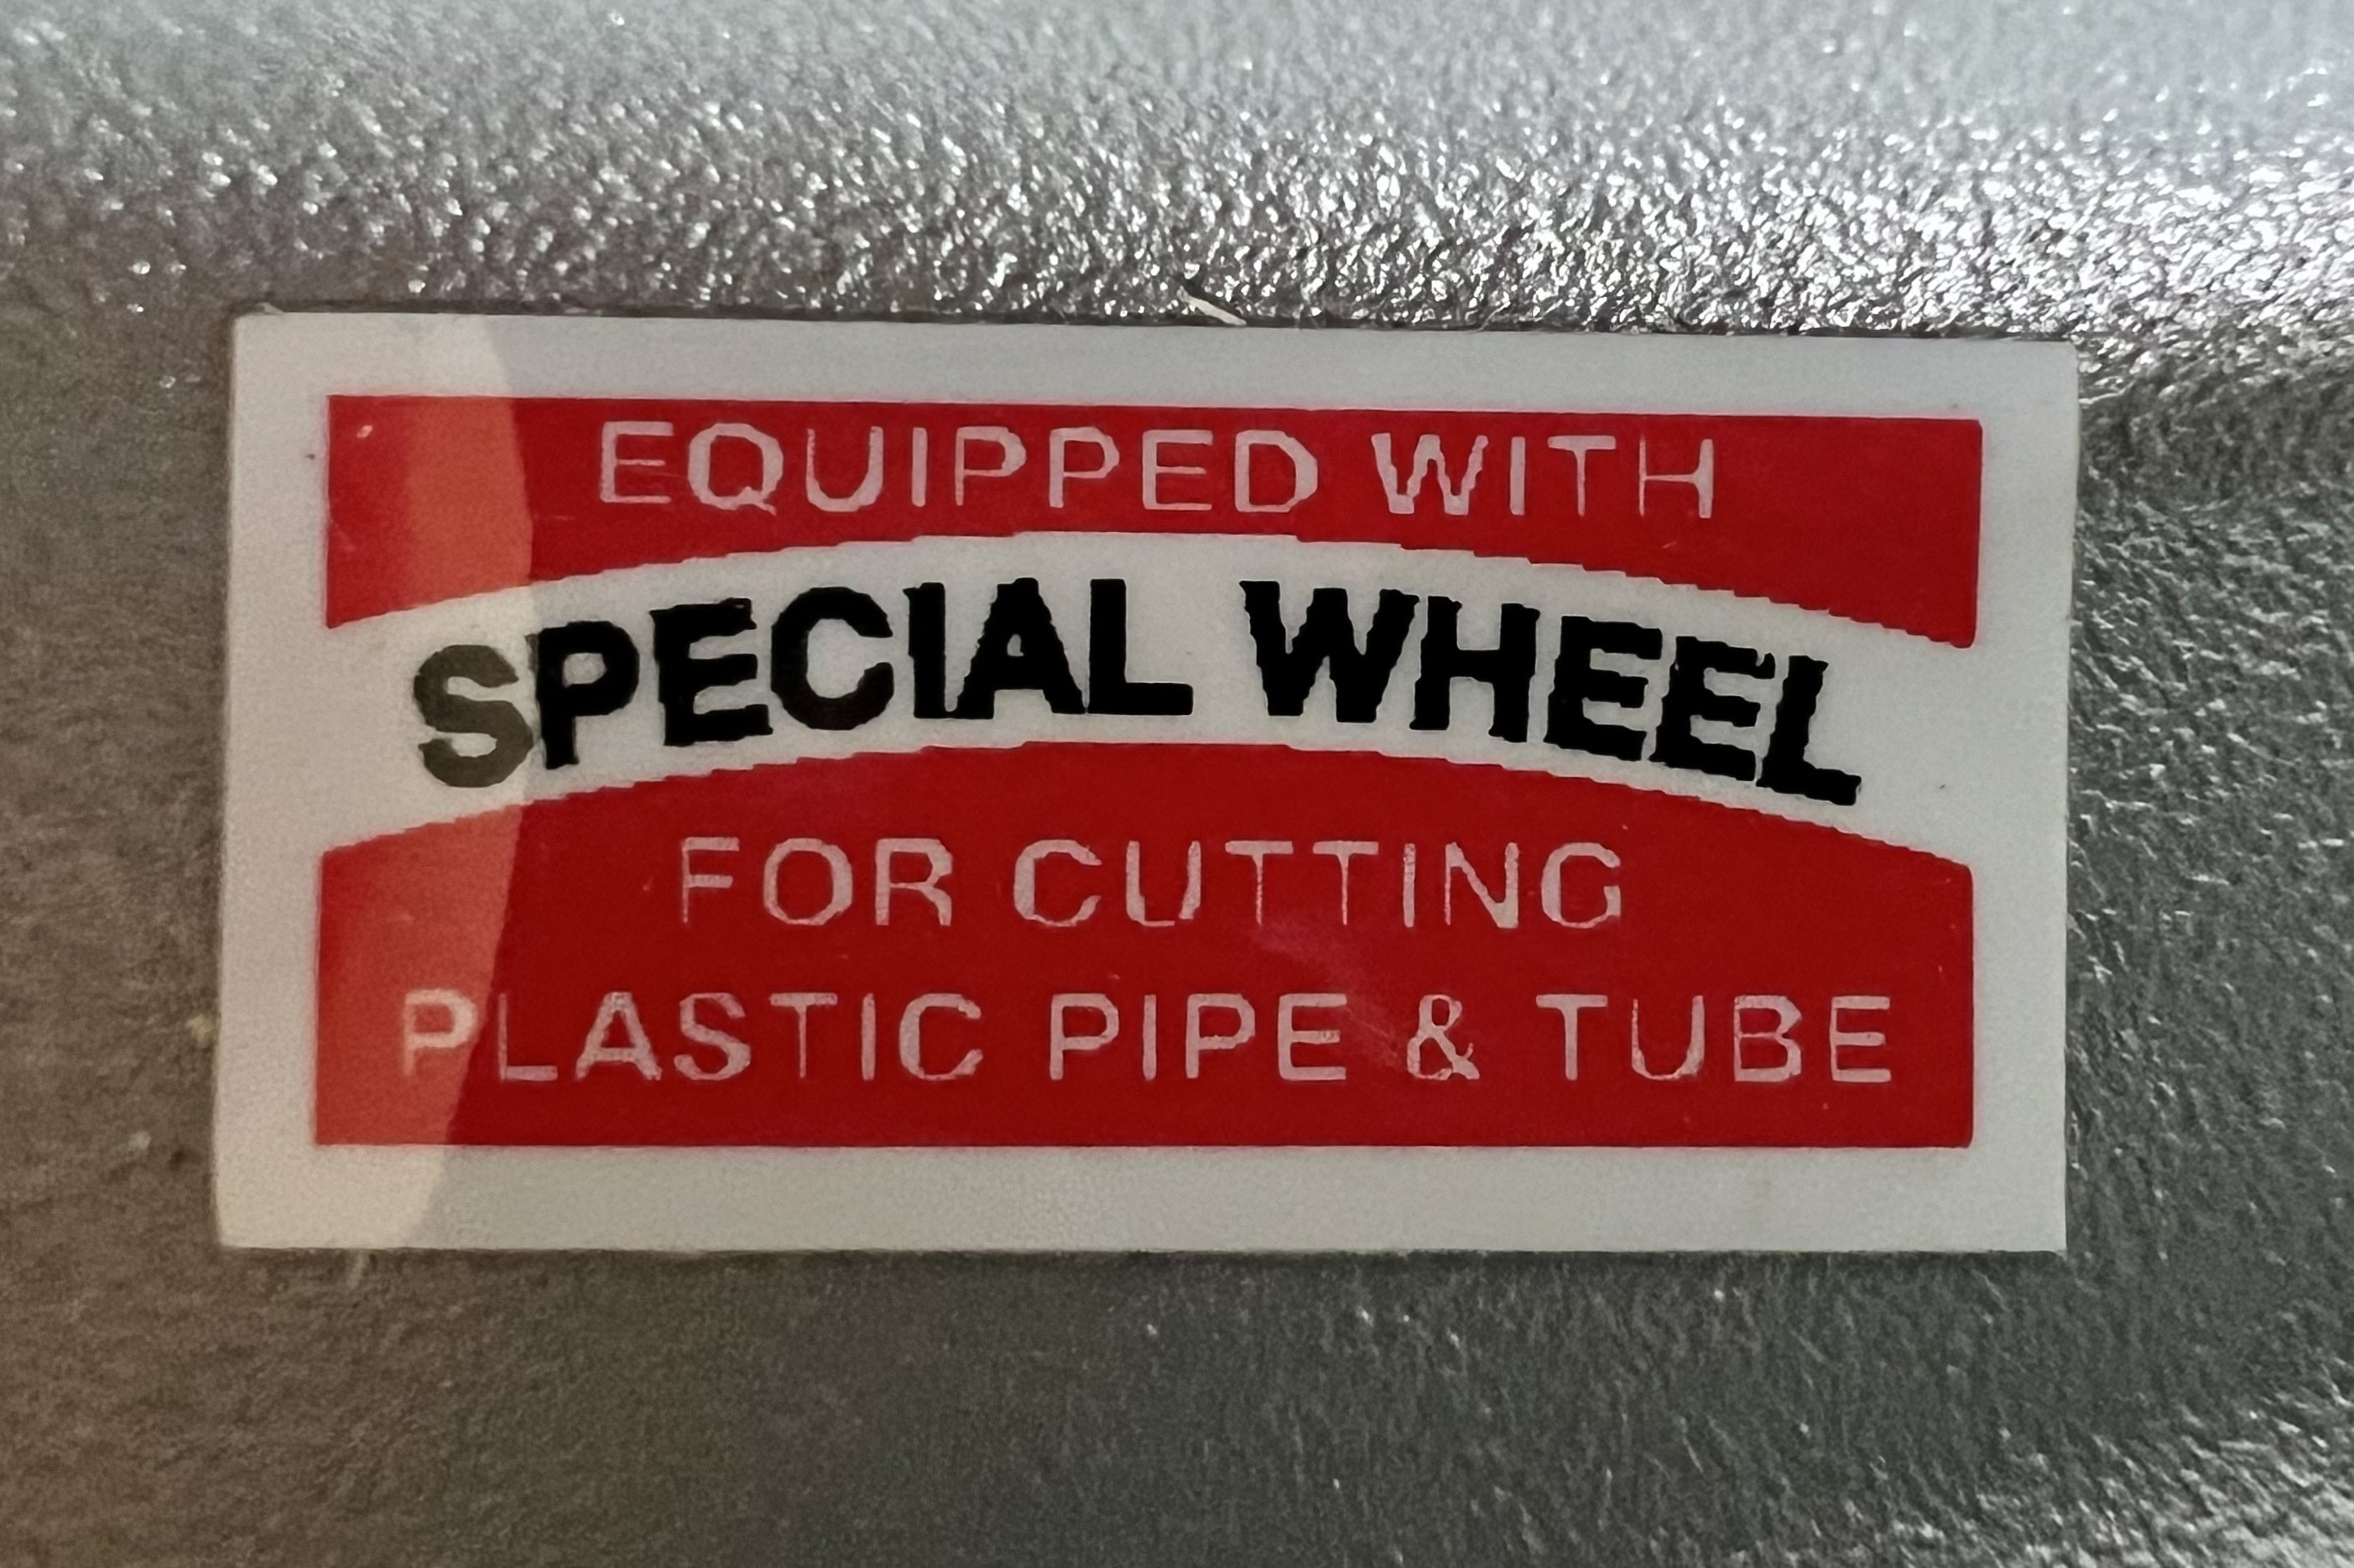 EQUIPPED WITH
SPECIAL WHEEL
FOR CUTTING
PLASTIC PIPE & TUBE